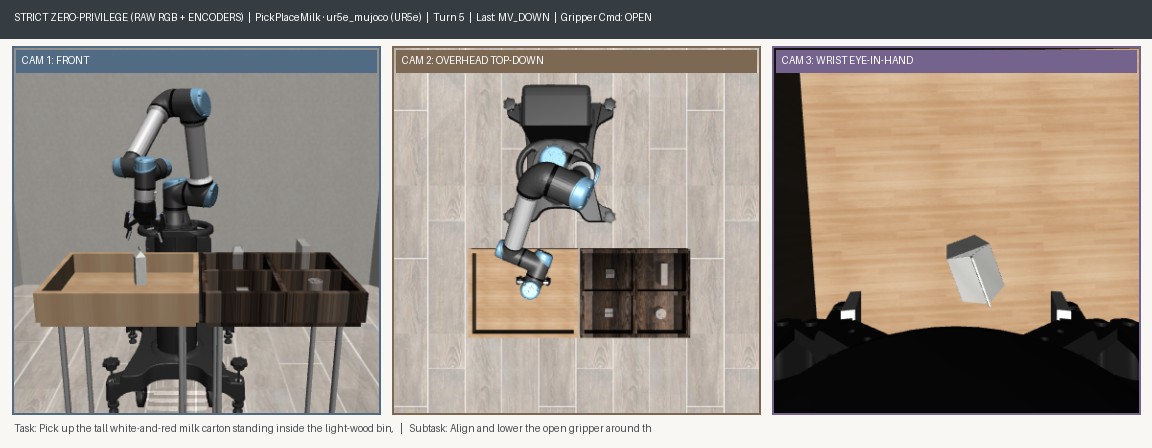 STRICT ZERO-PRIVILEGE (RAW RGB + ENCODERS) | PickPlaceMilk · ur5e_mujoco (UR5e) | Turn 5 | Last MV_DOWN | Gripper Cmd: OPEN
CAM 1: FRONT
CAM 2: OVERHEAD TOP-DOWN
CAM 3: WRIST EYE-IN-HAND
Task: Pick up the tall white-and-red milk carton standing inside the light-wood bin, | Subtask: Align and lower the open gripper around th